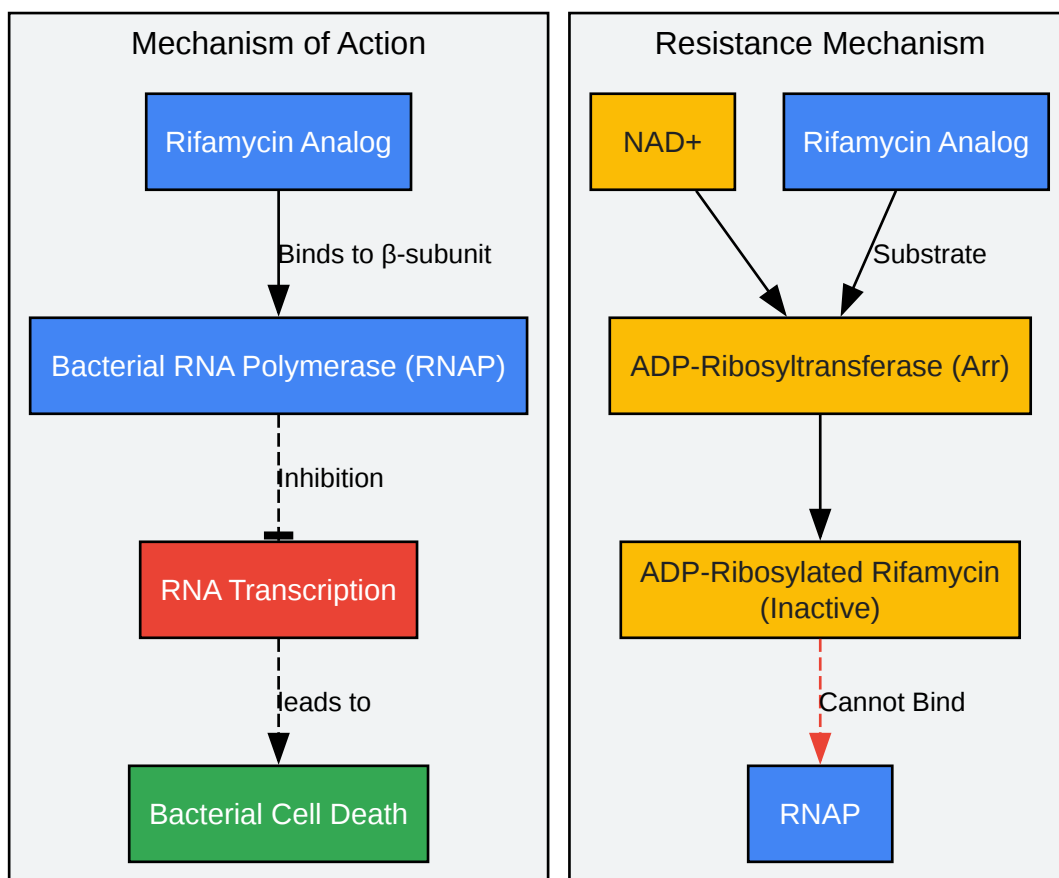 Mechanism of Action
Rifamycin Analog
Binds to β-subunit
Bacterial RNA Polymerase (RNAP)
Inhibition
RNA Transcription
leads to
Bacterial Cell Death
Resistance Mechanism
NAD+
Rifamycin Analog
Substrate
ADP-Ribosyltransferase (Arr)
ADP-Ribosylated Rifamycin
(Inactive)
Cannot Bind
RNAP